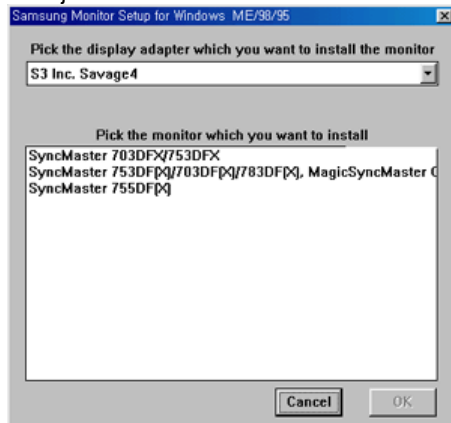 Samsung Monitor Setup for Windows ME/98/95
Pick the display adapter which you want to install the monitor
S3 Inc. Savage4
Pick the monitor which you want to install
SyncMaster 703DFX/753DFX
SyncMaster 753DF[X]/703DF[X]/783DF[X], MagicSyncMaster C
SyncMaster 755DF[X]
Cancel
OK